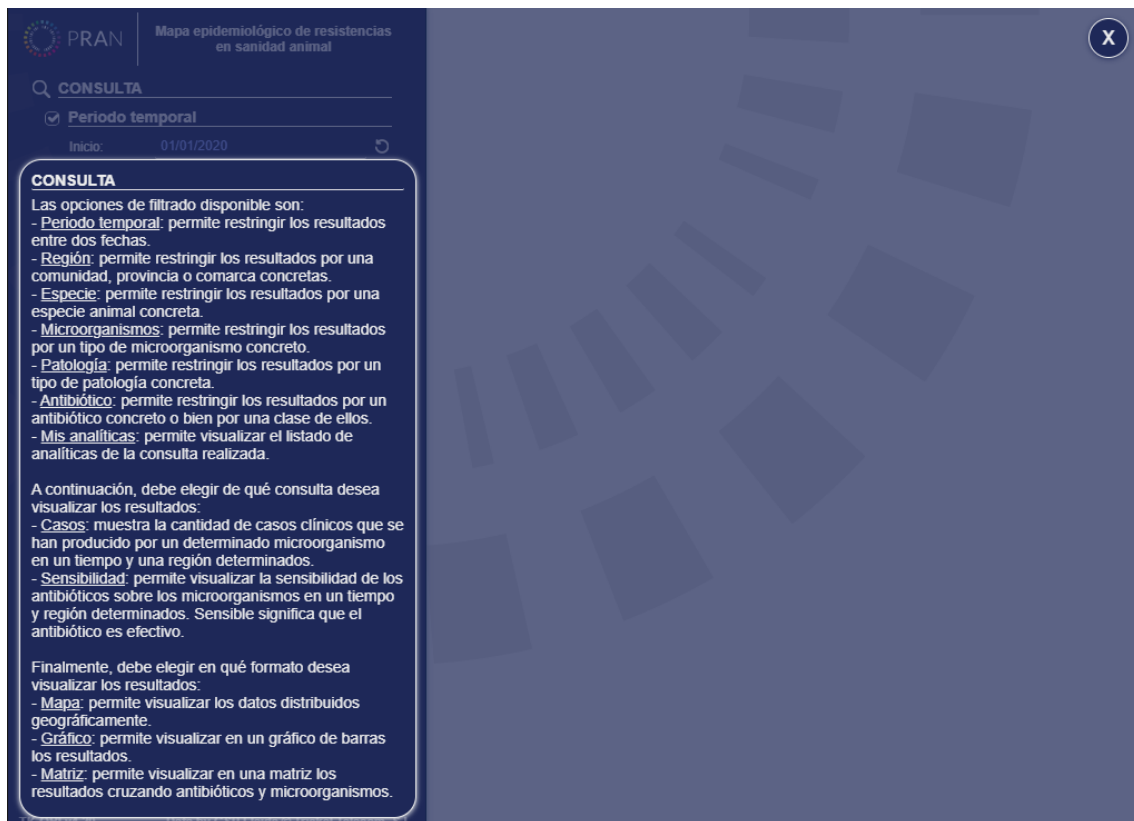 PRAN
Mapa epidemiológico de resistencias
en sanidad animal
CONSULTA
Periodo temporal
Inicio: 01/01/2020
X
CONSULTA
Las opciones de filtrado disponible son:
- Periodo temporal: permite restringir los resultados
entre dos fechas.
- Región: permite restringir los resultados por una
comunidad, provincia o comarca concretas.
- Especie: permite restringir los resultados por una
especie animal concreta.
- Microorganismos: permite restringir los resultados
por un tipo de microorganismo concreto.
- Patología: permite restringir los resultados por un
tipo de patología concreta.
- Antibiótico: permite restringir los resultados por un
antibiótico concreto o bien por una clase de ellos.
- Mis analíticas: permite visualizar el listado de
analíticas de la consulta realizada.
A continuación, debe elegir de qué consulta desea
visualizar los resultados:
- Casos: muestra la cantidad de casos clínicos que se
han producido por un determinado microorganismo
en un tiempo y una región determinados.
- Sensibilidad: permite visualizar la sensibilidad de los
antibióticos sobre los microorganismos en un tiempo
y región determinados. Sensible significa que el
antibiótico es efectivo.
Finalmente, debe elegir en qué formato desea
visualizar los resultados:
- Mapa: permite visualizar los datos distribuidos
geográficamente.
- Gráfico: permite visualizar en un gráfico de barras
los resultados.
- Matriz: permite visualizar en una matriz los
resultados cruzando antibióticos y microorganismos.